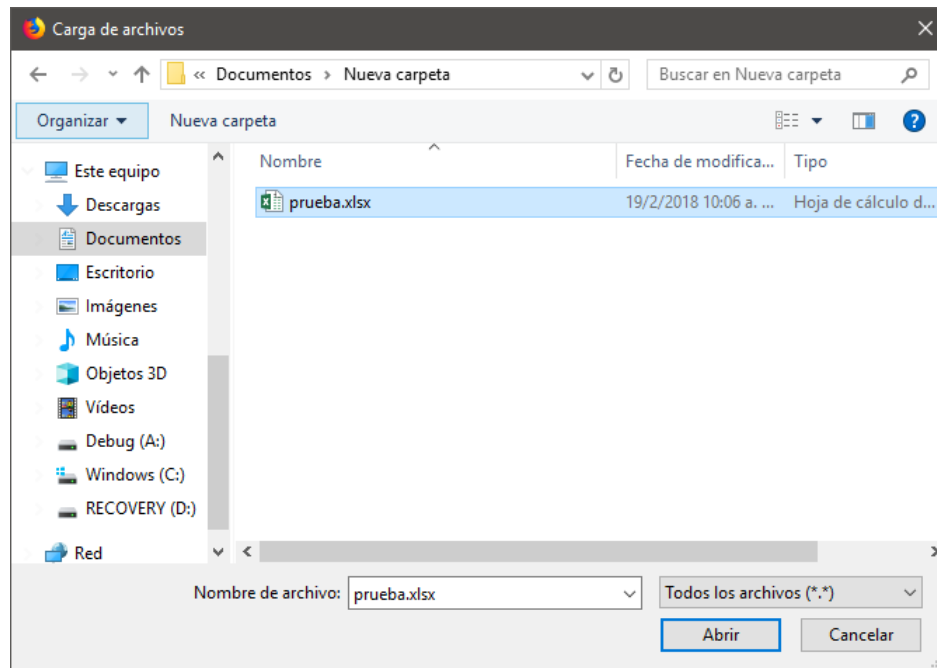 Carga de archivos
« Documentos › Nueva carpeta
Buscar en Nueva carpeta
Organizar
Nueva carpeta
Este equipo
Descargas
Documentos
Escritorio
Imágenes
Música
Objetos 3D
Vídeos
Debug (A:)
Windows (C:)
RECOVERY (D:)
Red
Nombre
Fecha de modifica...
Tipo
prueba.xlsx
19/2/2018 10:06 a. ...
Hoja de cálculo d...
Nombre de archivo:
prueba.xlsx
Todos los archivos (*.*)
Abrir
Cancelar